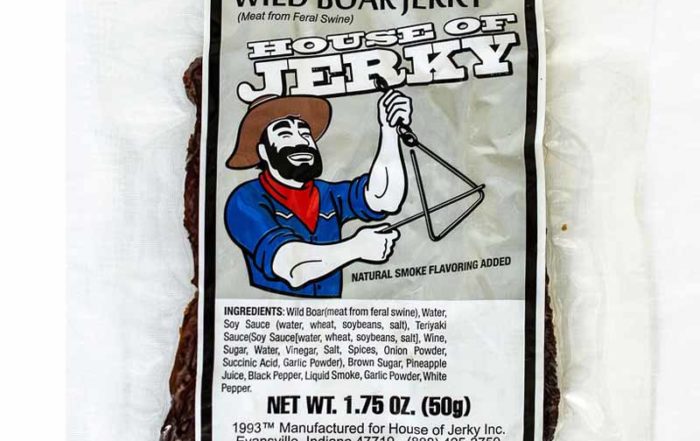 WILD BOAR JERKY
(Meat from Feral Swine)
HOUSE OF
JERKY
NATURAL SMOKE FLAVORING ADDED
INGREDIENTS: Wild Boar(meat from feral swine), Water,
Soy Sauce (water, wheat, soybeans, salt), Teriyaki
Sauce(Soy Sauce[water, wheat, soybeans, salt], Wine,
Sugar, Water, Vinegar, Salt, Spices, Onion Powder,
Succinic Acid, Garlic Powder), Brown Sugar, Pineapple
Juice, Black Pepper, Liquid Smoke, Garlic Powder, White
Pepper.
NET WT. 1.75 OZ. (50g)
1993™ Manufactured for House of Jerky Inc.
Evansville, Indiana 47710